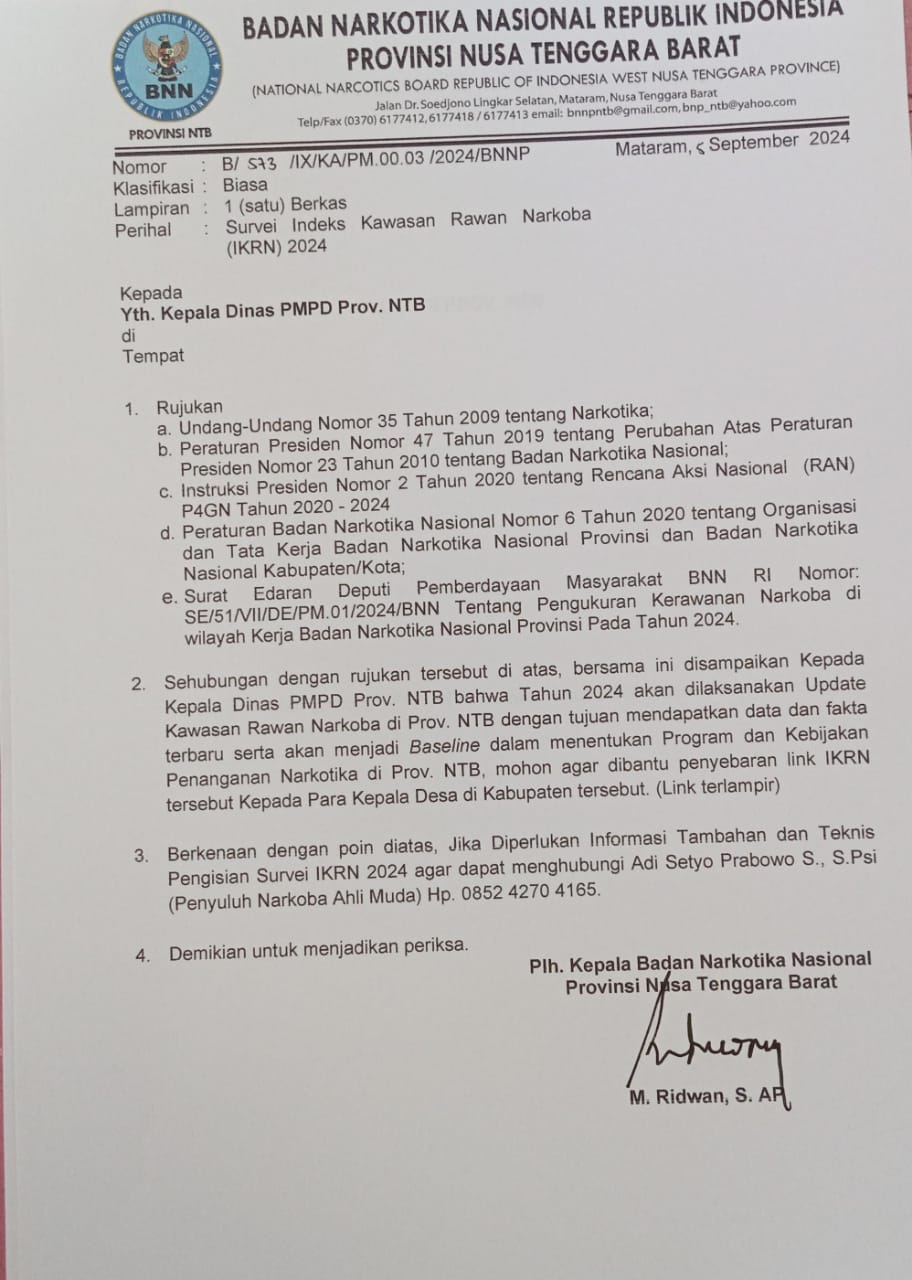 BADAN NARKOTIKA NASIONAL
REPUBLIK INDONESIA
BNN
PROVINSI NTB
BADAN NARKOTIKA NASIONAL REPUBLIK INDONESIA
PROVINSI NUSA TENGGARA BARAT
(NATIONAL NARCOTICS BOARD REPUBLIC OF INDONESIA WEST NUSA TENGGARA PROVINCE)
Jalan Dr. Soedjono Lingkar Selatan, Mataram, Nusa Tenggara Barat
Telp/Fax (0370) 6177412, 6177418 / 6177413 email: bnnpntb@gmail.com, bnp_ntb@yahoo.com
Mataram, September 2024
Nomor : B/ 573 /IX/KA/PM.00.03 /2024/BNNP
Klasifikasi : Biasa
Lampiran : 1 (satu) Berkas
Perihal : Survei Indeks Kawasan Rawan Narkoba
(IKRN) 2024
Kepada
Yth. Kepala Dinas PMPD Prov. NTB
di
Tempat
1. Rujukan
a. Undang-Undang Nomor 35 Tahun 2009 tentang Narkotika;
b. Peraturan Presiden Nomor 47 Tahun 2019 tentang Perubahan Atas Peraturan
Presiden Nomor 23 Tahun 2010 tentang Badan Narkotika Nasional;
c. Instruksi Presiden Nomor 2 Tahun 2020 tentang Rencana Aksi Nasional (RAN)
P4GN Tahun 2020 - 2024
d. Peraturan Badan Narkotika Nasional Nomor 6 Tahun 2020 tentang Organisasi
dan Tata Kerja Badan Narkotika Nasional Provinsi dan Badan Narkotika
Nasional Kabupaten/Kota;
e. Surat Edaran Deputi Pemberdayaan Masyarakat BNN RI Nomor:
SE/51/VII/DE/PM.01/2024/BNN Tentang Pengukuran Kerawanan Narkoba di
wilayah Kerja Badan Narkotika Nasional Provinsi Pada Tahun 2024.
2. Sehubungan dengan rujukan tersebut di atas, bersama ini disampaikan Kepada
Kepala Dinas PMPD Prov. NTB bahwa Tahun 2024 akan dilaksanakan Update
Kawasan Rawan Narkoba di Prov. NTB dengan tujuan mendapatkan data dan fakta
terbaru serta akan menjadi Baseline dalam menentukan Program dan Kebijakan
Penanganan Narkotika di Prov. NTB, mohon agar dibantu penyebaran link IKRN
tersebut Kepada Para Kepala Desa di Kabupaten tersebut. (Link terlampir)
3. Berkenaan dengan poin diatas, Jika Diperlukan Informasi Tambahan dan Teknis
Pengisian Survei IKRN 2024 agar dapat menghubungi Adi Setyo Prabowo S., S.Psi
(Penyuluh Narkoba Ahli Muda) Hp. 0852 4270 4165.
4. Demikian untuk menjadikan periksa.
Plh. Kepala Badan Narkotika Nasional
Provinsi Nusa Tenggara Barat
M. Ridwan, S. AP